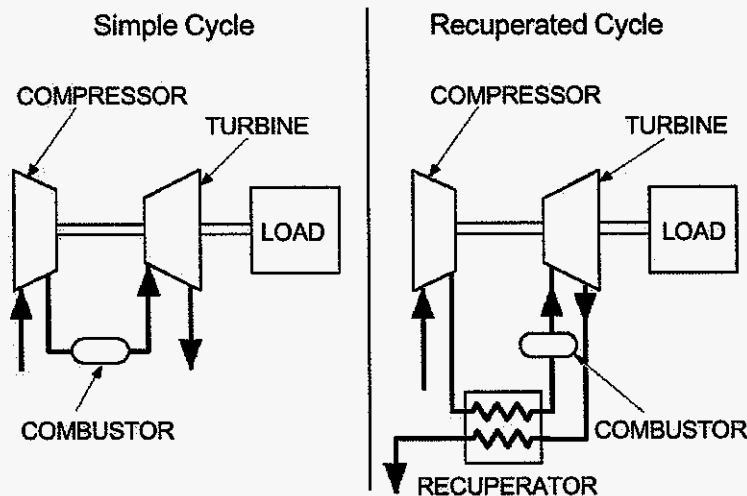 Simple Cycle
COMPRESSOR
TURBINE
LOAD
COMBUSTOR
Recuperated Cycle
COMPRESSOR
TURBINE
LOAD
COMBUSTOR
RECUPERATOR